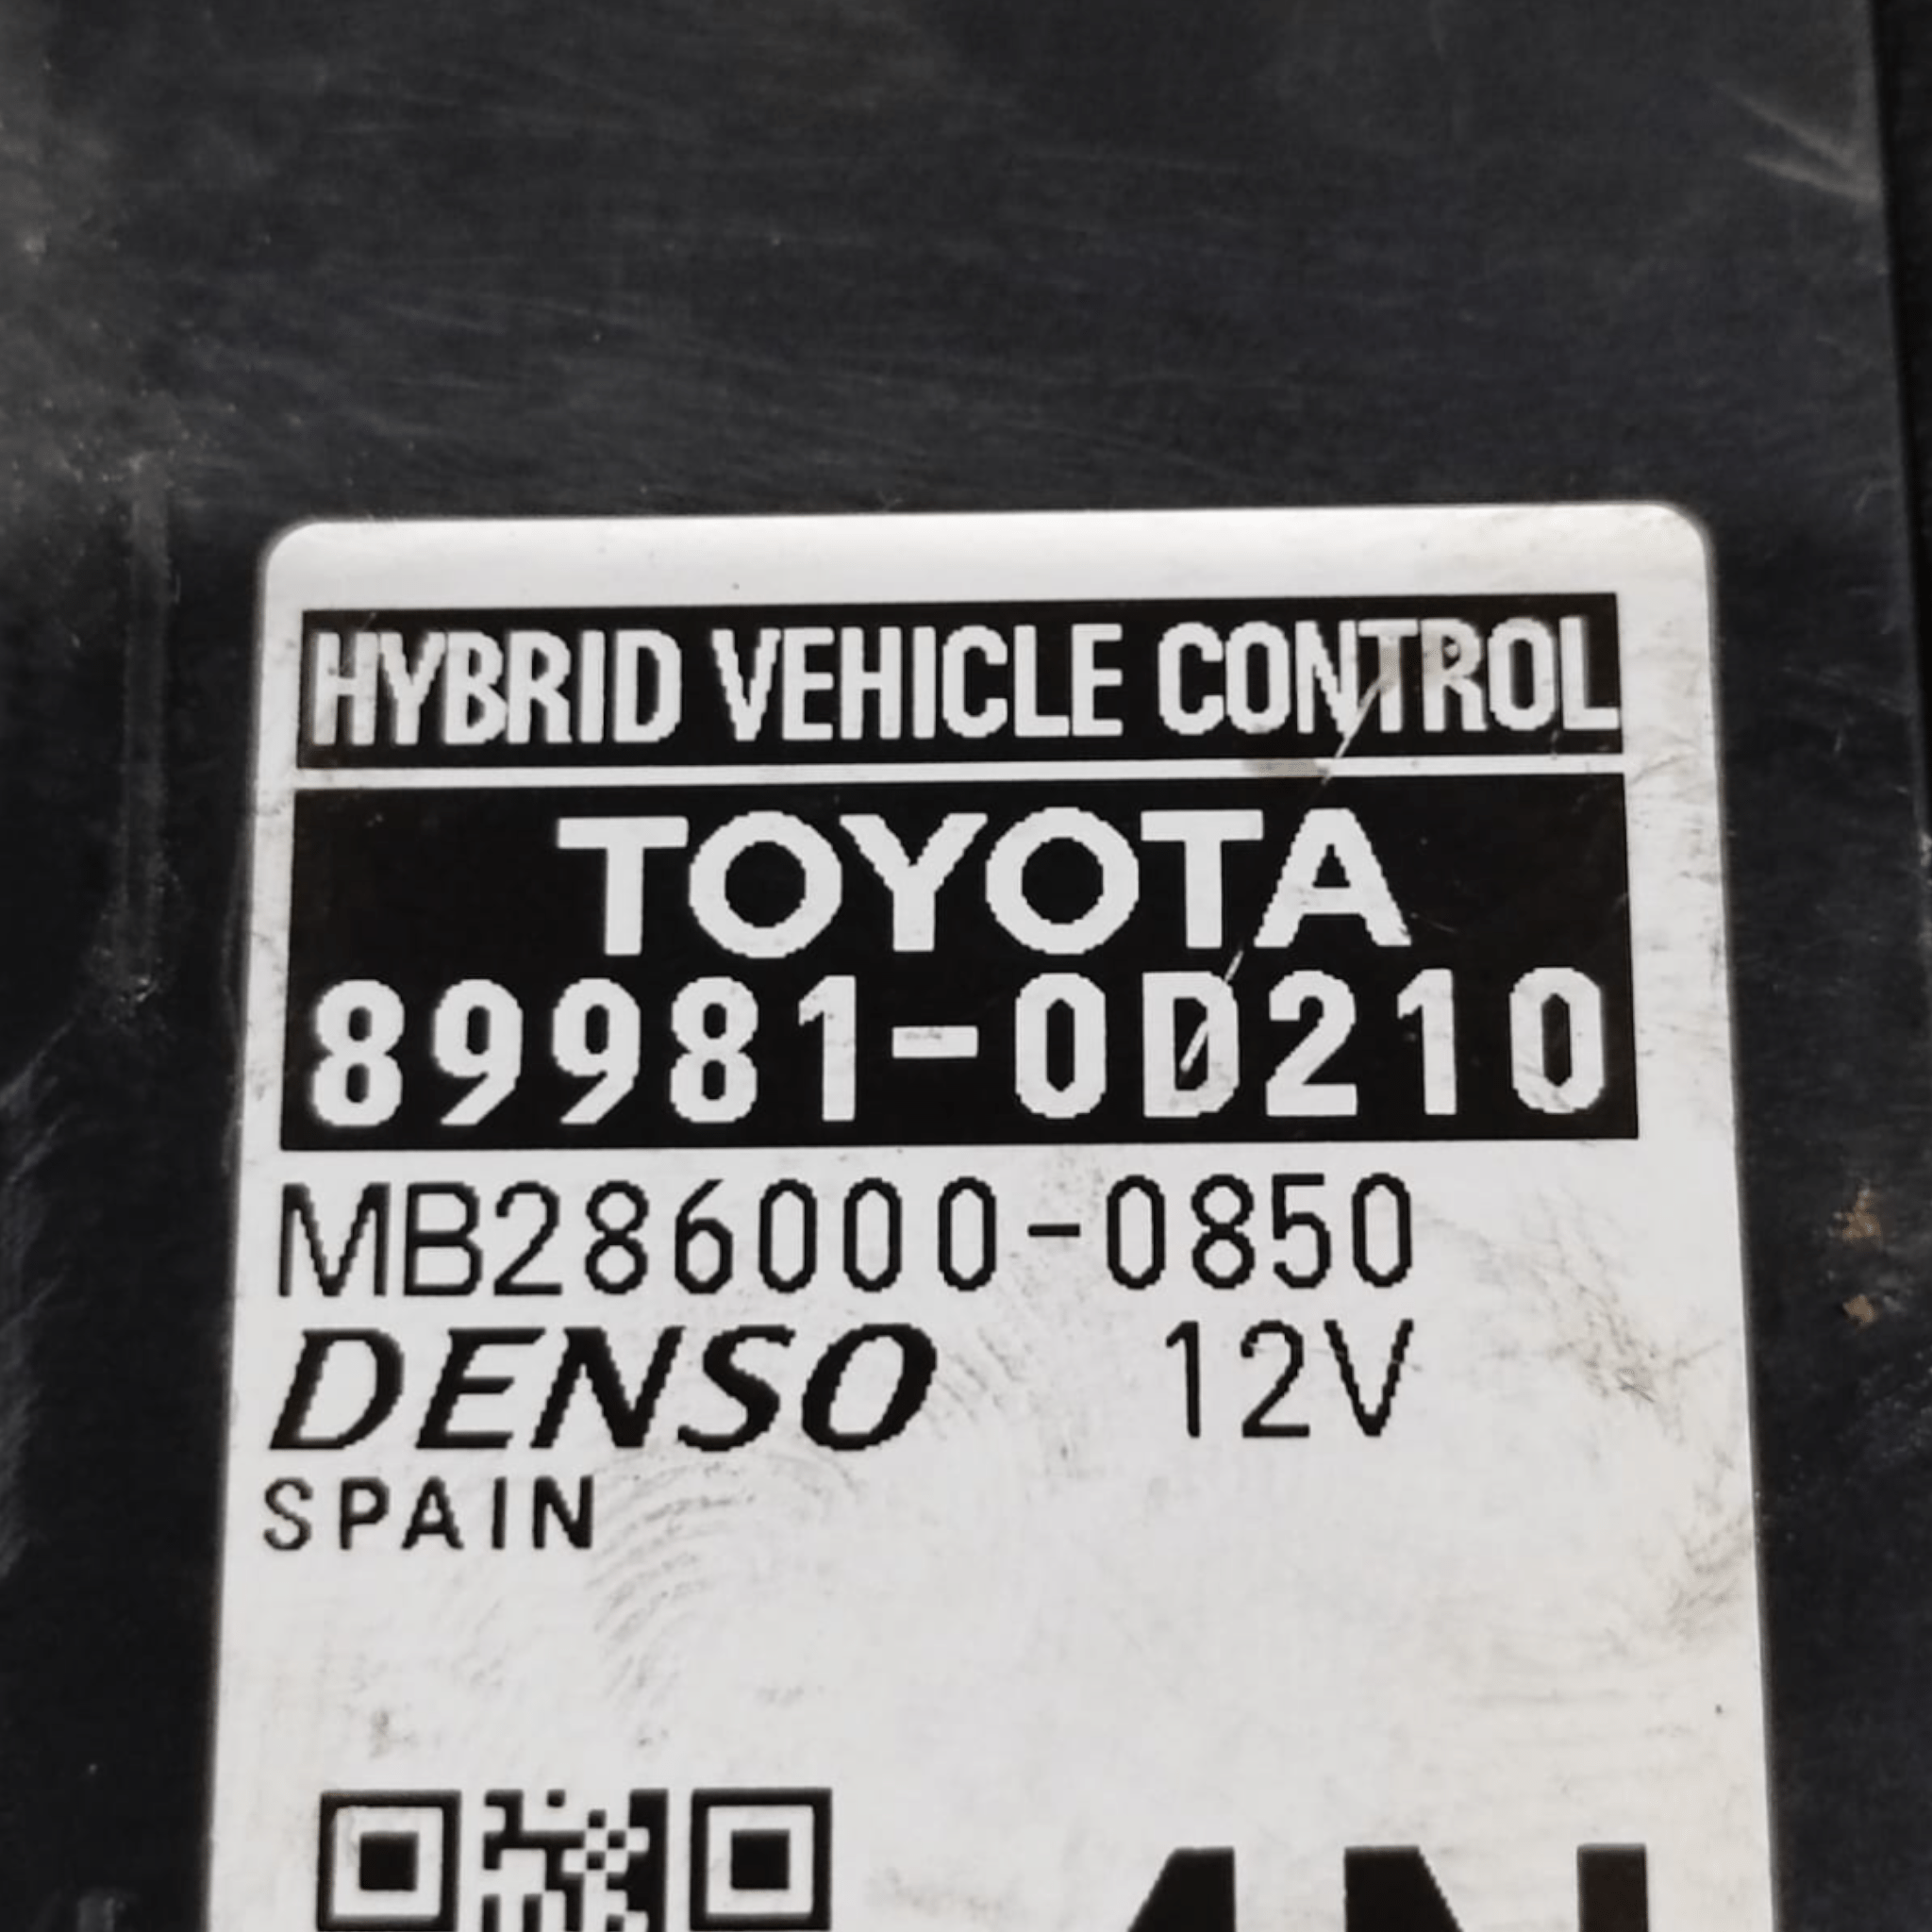 HYBRID VEHICLE CONTROL
TOYOTA
89981-0D210
MB286000-0850
DENSO 12V
SPAIN